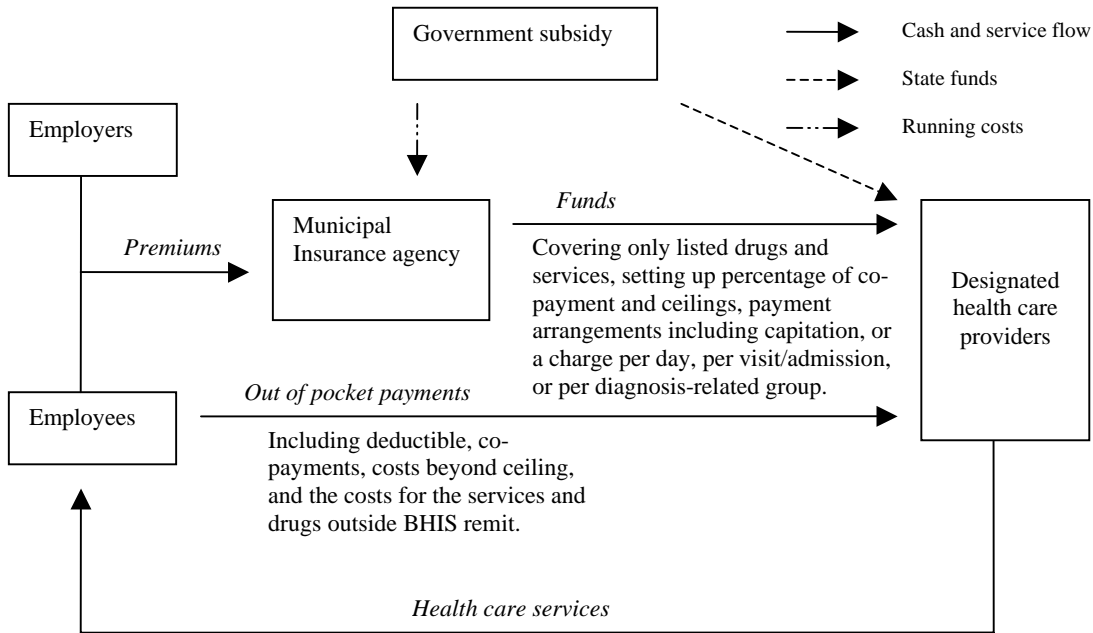 Government subsidy
Cash and service flow
State funds
Running costs
Employers
Municipal
Insurance agency
Premiums
Funds
Covering only listed drugs and
services, setting up percentage of co-
payment and ceilings, payment
arrangements including capitation, or
a charge per day, per visit/admission,
or per diagnosis-related group.
Designated
health care
providers
Employees
Out of pocket payments
Including deductible, co-
payments, costs beyond ceiling,
and the costs for the services and
drugs outside BHIS remit.
Health care services